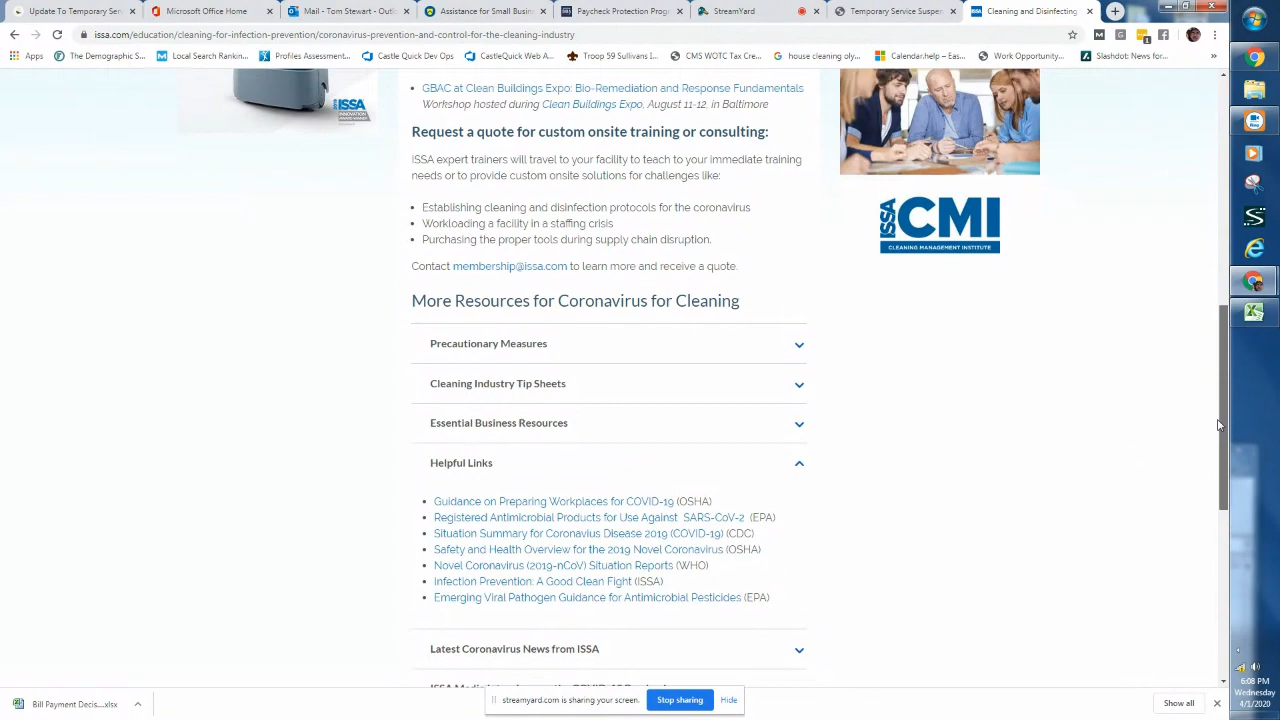 Update To Temporary Serv
Microsoft Office Home
Mail - Tom Stewart - Outl
StreamYard
Temporary Service Suspen
Cleaning and Disinfecting
issa.com/education/cleaning-for-infection-prevention/coronavirus-prevention-and-control-for-the-cleaning-industry
Apps
The Demographic S...
Local Search Rankin...
Profiles Assessment...
Castle Quick Dev Ops
CastleQuick Web Az...
Troop 59 Sullivans I...
CMS WOTC Tax Cre...
house cleaning oly...
Calendar.help – Eas...
Work Opportunity...
Slashdot: News for...
»
GBAC at Clean Buildings Expo: Bio-Remediation and Response Fundamentals
Workshop hosted during Clean Buildings Expo, August 11-12, in Baltimore
Request a quote for custom onsite training or consulting:
ISSA expert trainers will travel to your facility to teach to your immediate training
needs or to provide custom onsite solutions for challenges like:
Establishing cleaning and disinfection protocols for the coronavirus
Workloading a facility in a staffing crisis
Purchasing the proper tools during supply chain disruption.
Contact membership@issa.com to learn more and receive a quote.
ISSA
ISSA CMI
CLEANING MANAGEMENT INSTITUTE
More Resources for Coronavirus for Cleaning
Precautionary Measures
Cleaning Industry Tip Sheets
Essential Business Resources
Helpful Links
Guidance on Preparing Workplaces for COVID-19 (OSHA)
Registered Antimicrobial Products for Use Against SARS-CoV-2 (EPA)
Situation Summary for Coronavius Disease 2019 (COVID-19) (CDC)
Safety and Health Overview for the 2019 Novel Coronavirus (OSHA)
Novel Coronavirus (2019-nCoV) Situation Reports (WHO)
Infection Prevention: A Good Clean Fight (ISSA)
Emerging Viral Pathogen Guidance for Antimicrobial Pesticides (EPA)
Latest Coronavirus News from ISSA
streamyard.com is sharing your screen.
Stop sharing
Hide
Bill Payment Decis....xlsx
Show all
6:08 PM
Wednesday
4/1/2020